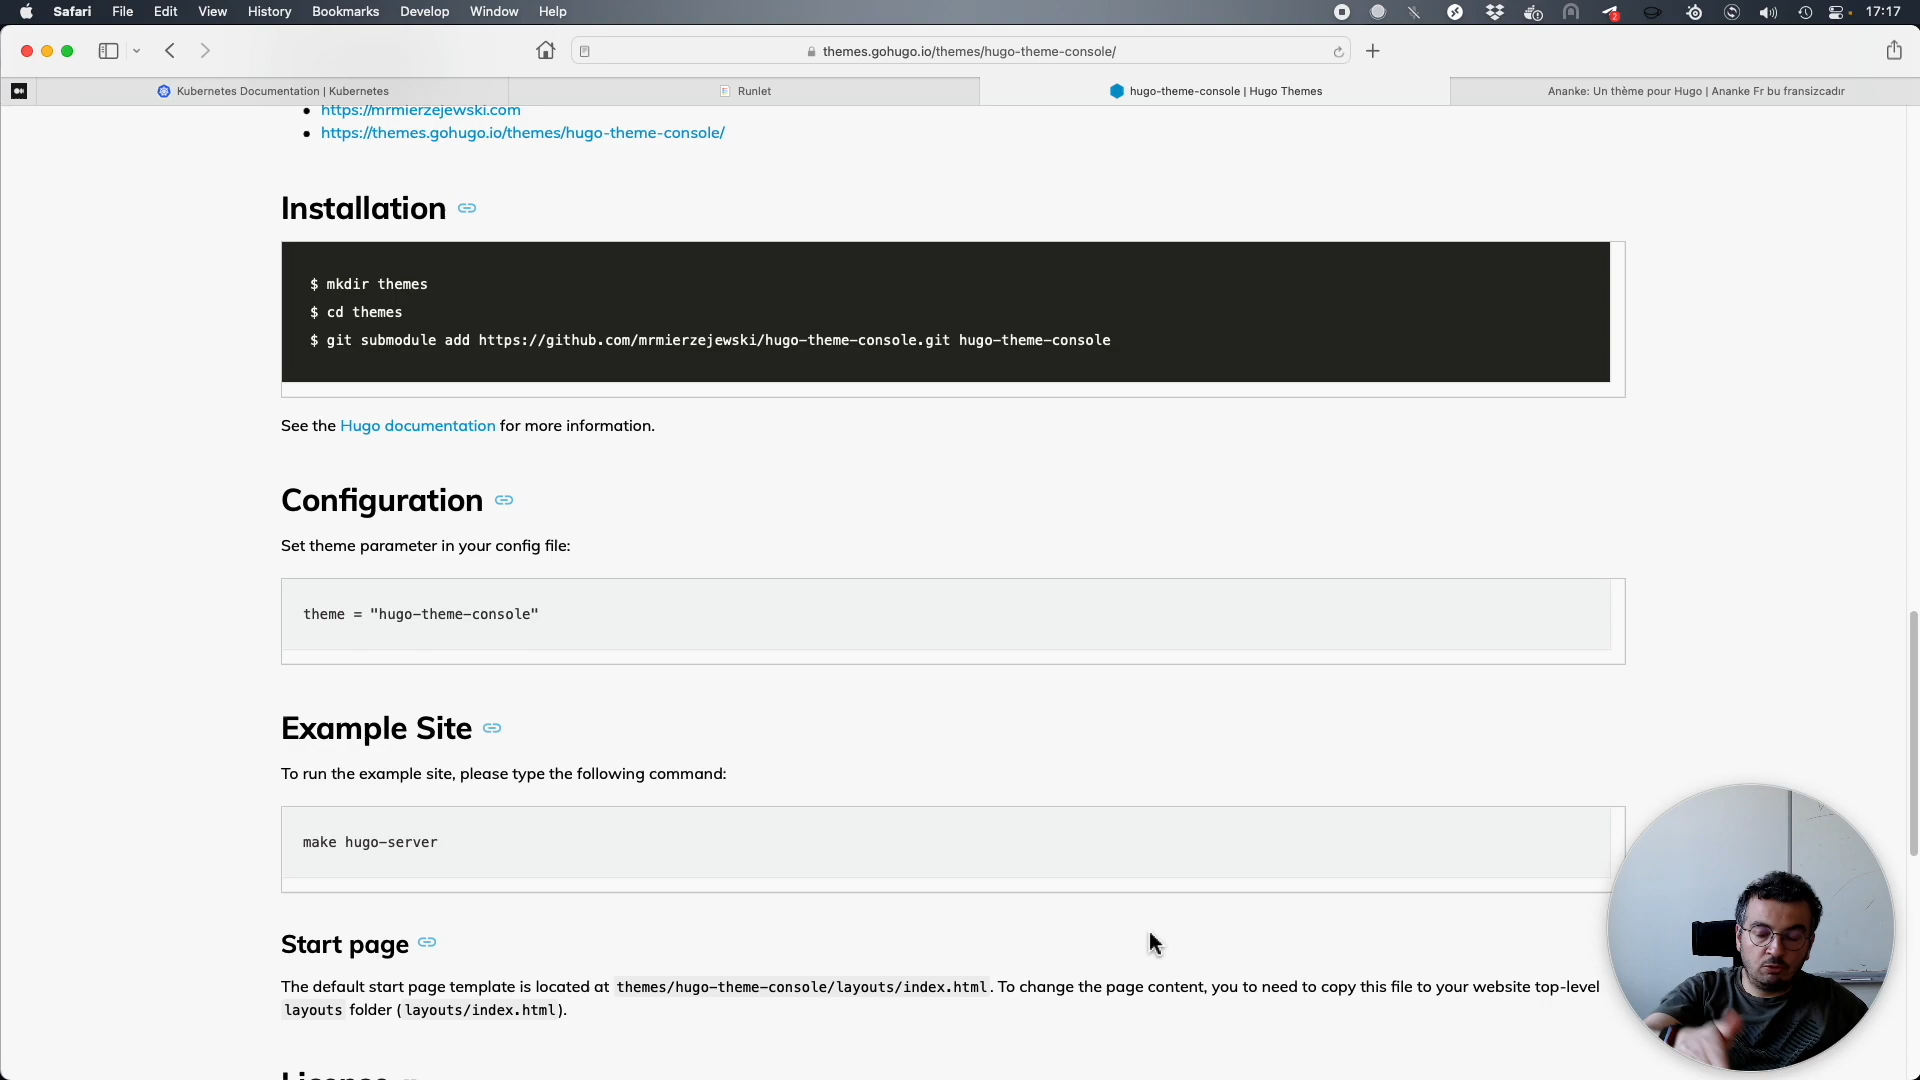 Safari File Edit View History Bookmarks Develop Window Help 2 17:17
themes.gohugo.io/themes/hugo-theme-console/
Kubernetes Documentation | Kubernetes
Runlet
hugo-theme-console | Hugo Themes
Ananke: Un thème pour Hugo | Ananke Fr bu fransızcadır
https://mrmierzejewski.com
https://themes.gohugo.io/themes/hugo-theme-console/
Installation
$ mkdir themes
$ cd themes
$ git submodule add https://github.com/mrmierzejewski/hugo-theme-console.git hugo-theme-console
See the Hugo documentation for more information.
Configuration
Set theme parameter in your config file:
theme = "hugo-theme-console"
Example Site
To run the example site, please type the following command:
make hugo-server
Start page
The default start page template is located at themes/hugo-theme-console/layouts/index.html. To change the page content, you to need to copy this file to your website top-level
layouts folder (layouts/index.html).